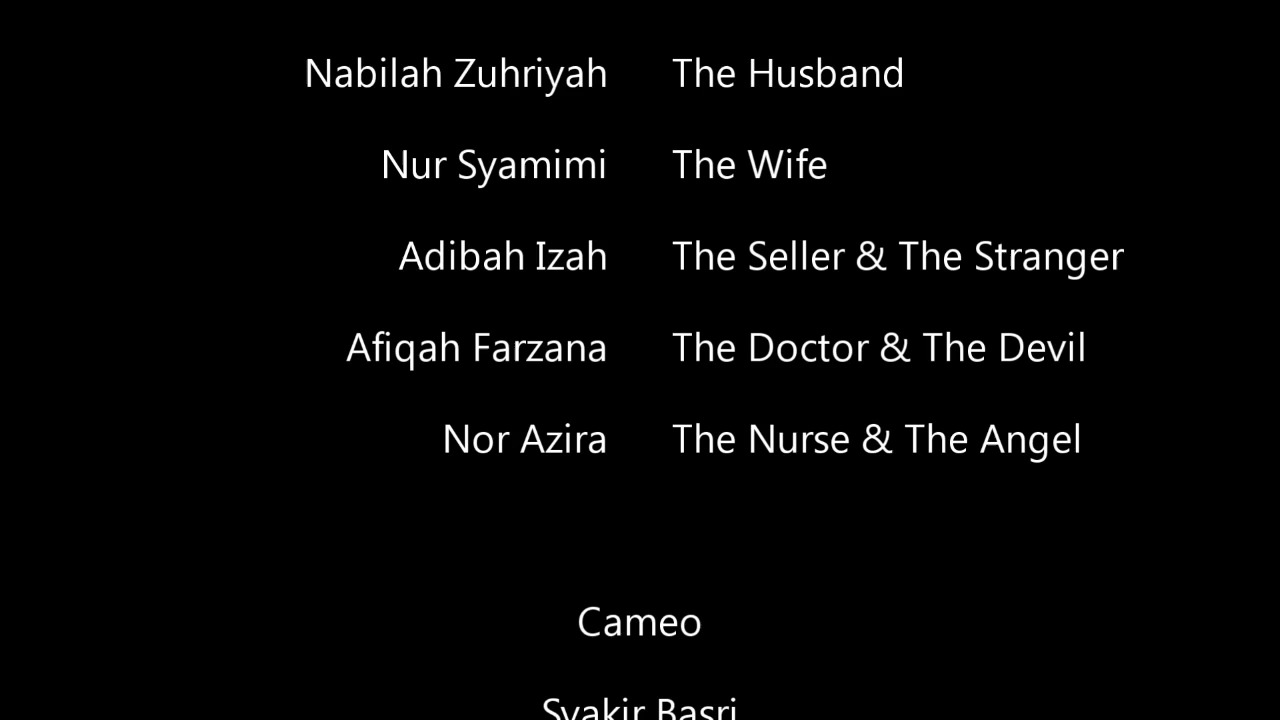 Nabilah Zuhriyah The Husband
Nur Syamimi The Wife
Adibah Izah The Seller & The Stranger
Afiqah Farzana The Doctor & The Devil
Nor Azira The Nurse & The Angel
Cameo
Syakir Basri